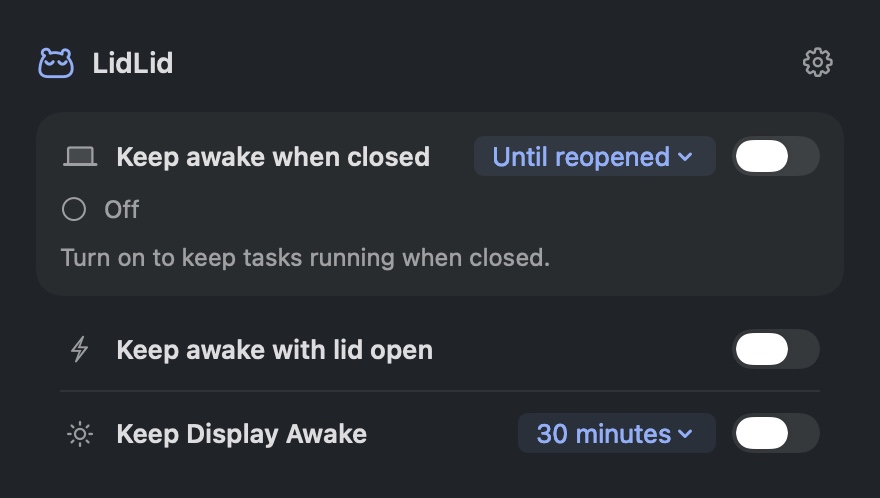 LidLid
Keep awake when closed Until reopened
Off
Turn on to keep tasks running when closed.
Keep awake with lid open
Keep Display Awake 30 minutes